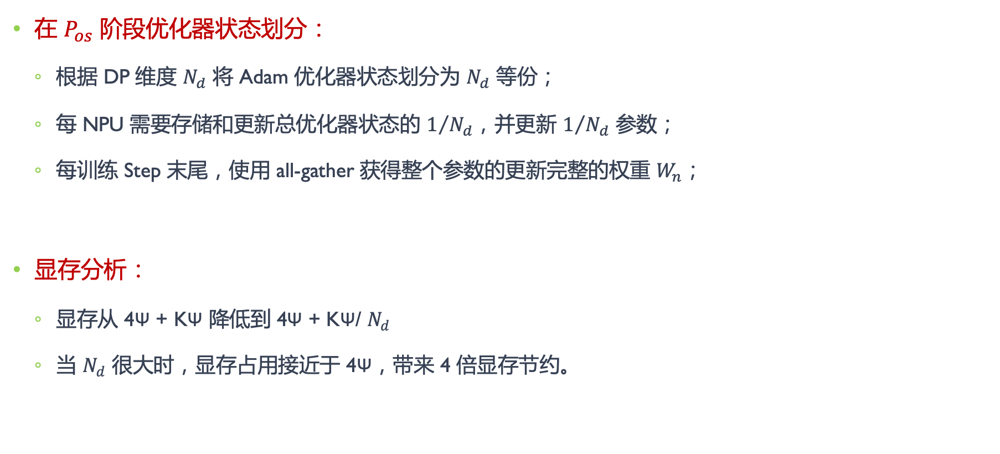 • 在 P_os 阶段优化器状态划分：
◦ 根据 DP 维度 N_d 将 Adam 优化器状态划分为 N_d 等份；
◦ 每 NPU 需要存储和更新总优化器状态的 1/N_d，并更新 1/N_d 参数；
◦ 每训练 Step 末尾，使用 all-gather 获得整个参数的更新完整的权重 W_n；
• 显存分析：
◦ 显存从 4Ψ + KΨ 降低到 4Ψ + KΨ/ N_d
◦ 当 N_d 很大时，显存占用接近于 4Ψ，带来 4 倍显存节约。